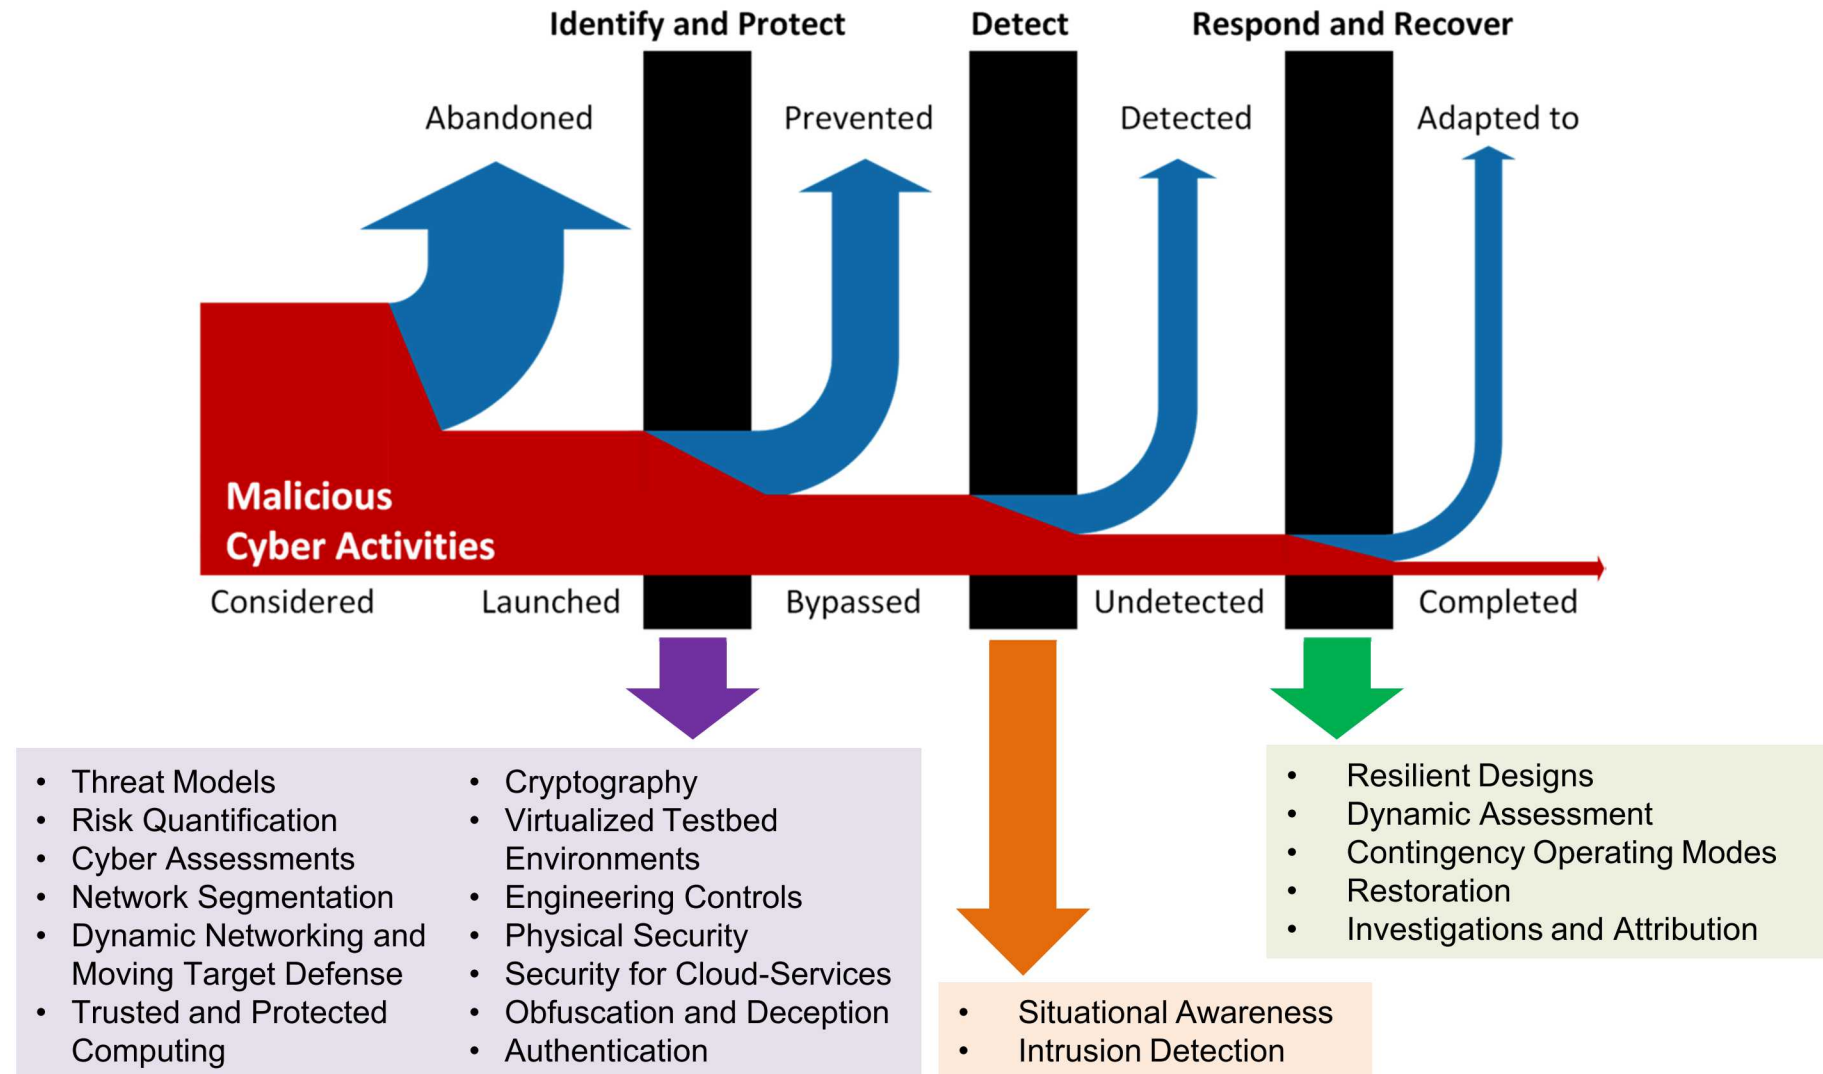 Identify and Protect
Detect
Respond and Recover
Abandoned
Prevented
Detected
Adapted to
Malicious
Cyber Activities
Considered
Launched
Bypassed
Undetected
Completed
• Threat Models
• Risk Quantification
• Cyber Assessments
• Network Segmentation
• Dynamic Networking and
Moving Target Defense
• Trusted and Protected
Computing
• Cryptography
• Virtualized Testbed
Environments
• Engineering Controls
• Physical Security
• Security for Cloud-Services
• Obfuscation and Deception
• Authentication
• Situational Awareness
• Intrusion Detection
• Resilient Designs
• Dynamic Assessment
• Contingency Operating Modes
• Restoration
• Investigations and Attribution